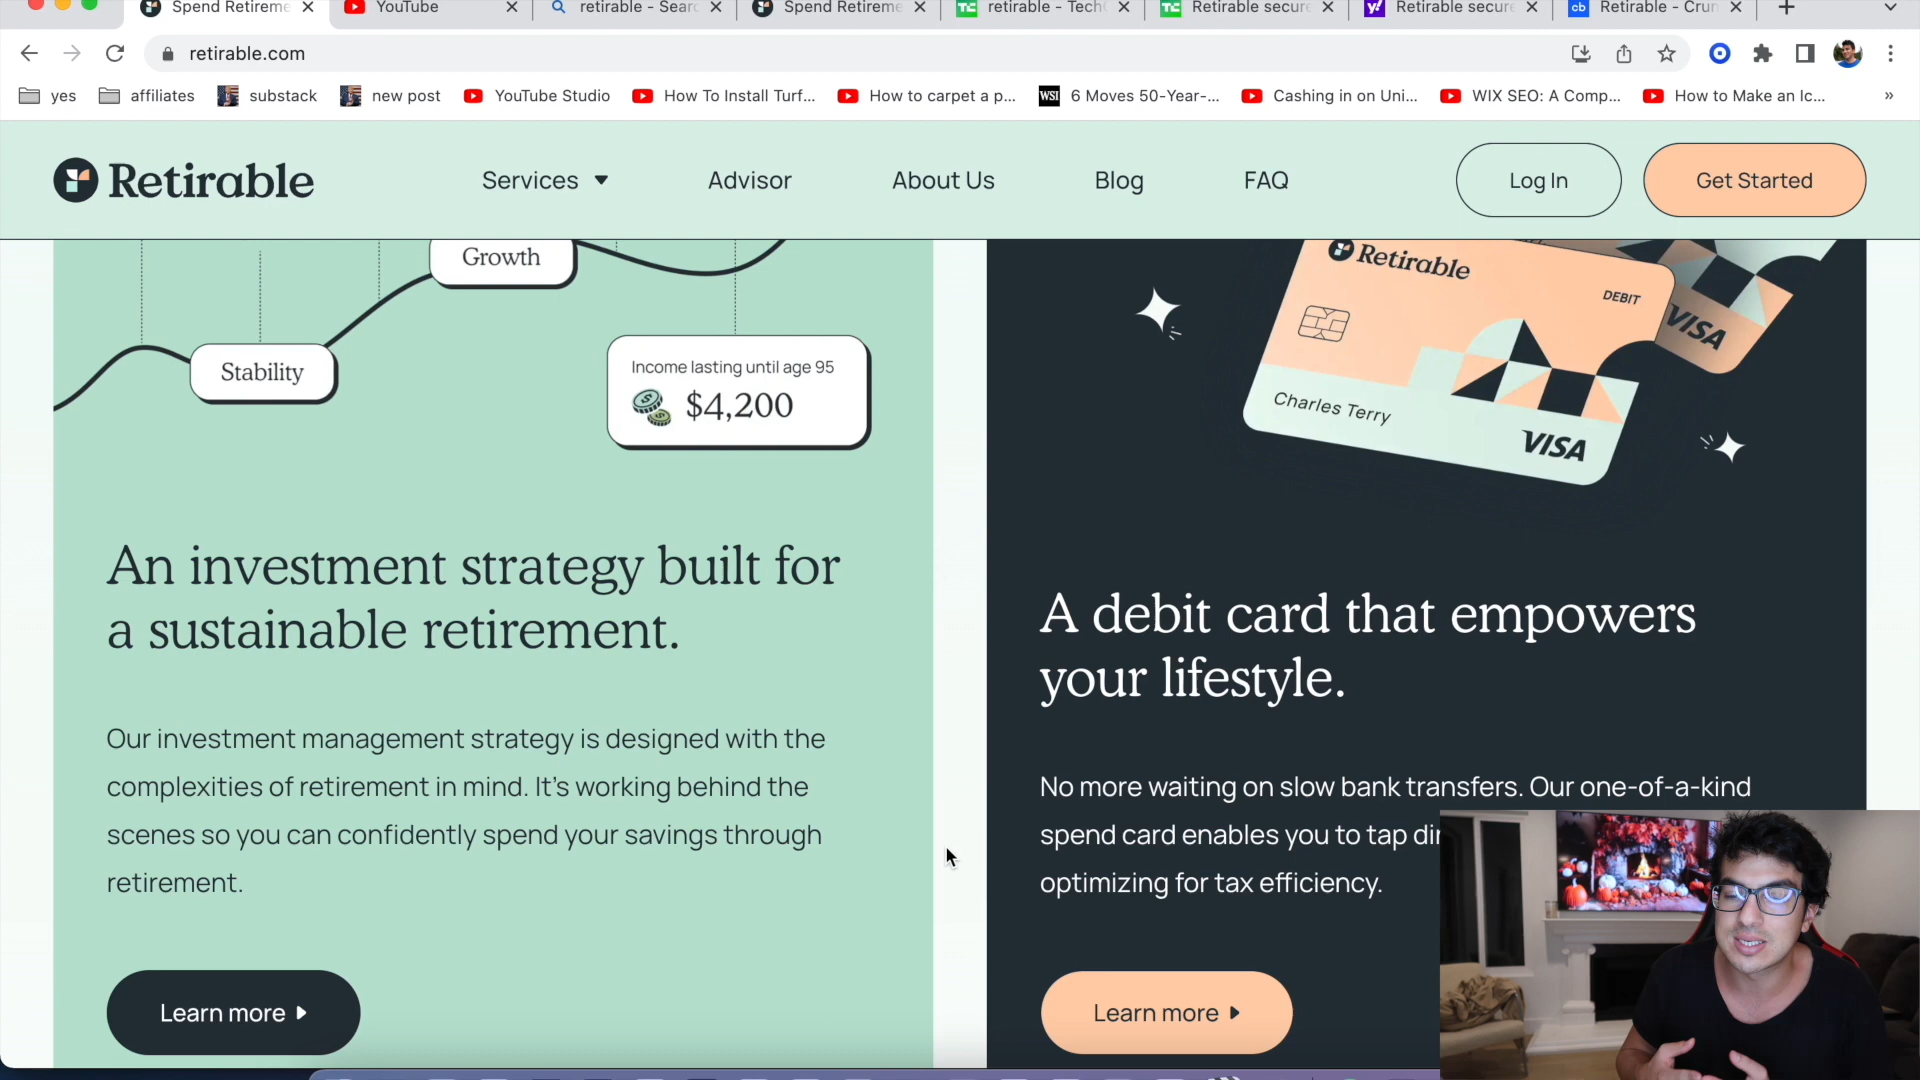 Spend Retireme
YouTube
retirable - Searc
Spend Retireme
retirable - TechC
Retirable secure
Retirable secure
Retirable - Crun
retirable.com
yes
affiliates
substack
new post
YouTube Studio
How To Install Turf...
How to carpet a p...
WSI
6 Moves 50-Year-...
Cashing in on Uni...
WIX SEO: A Comp...
How to Make an Ic...
»
Retirable
Services
Advisor
About Us
Blog
FAQ
Log In
Get Started
Growth
Stability
Income lasting until age 95
$4,200
An investment strategy built for
a sustainable retirement.
Our investment management strategy is designed with the
complexities of retirement in mind. It's working behind the
scenes so you can confidently spend your savings through
retirement.
Learn more
Retirable
DEBIT
VISA
Charles Terry
VISA
A debit card that empowers
your lifestyle.
No more waiting on slow bank transfers. Our one-of-a-kind
spend card enables you to tap dir
optimizing for tax efficiency.
Learn more